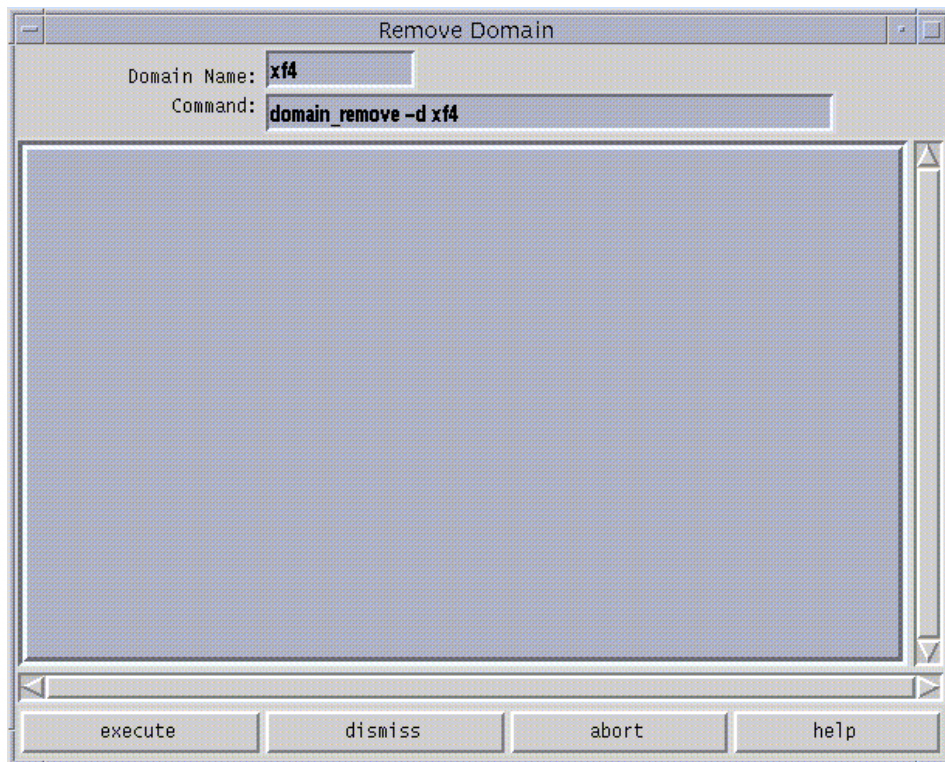 Remove Domain
Domain Name: xf4
Command: domain_remove –d xf4
execute dismiss abort help